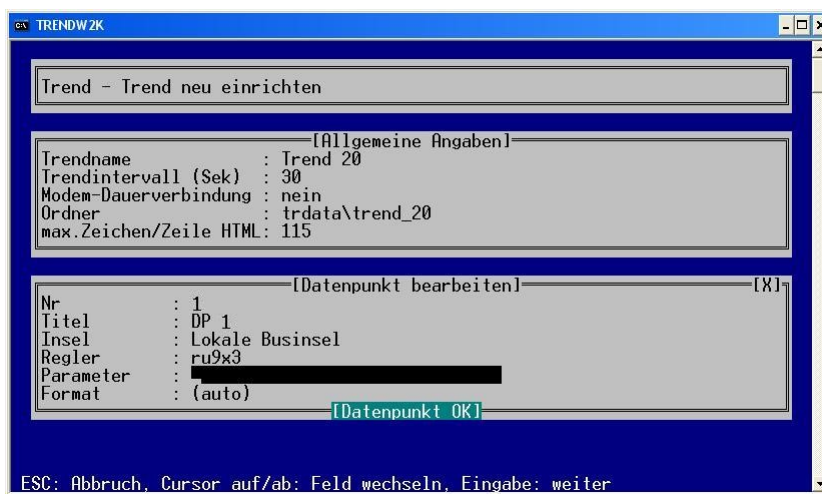 TRENDW2K
Trend - Trend neu einrichten
[Allgemeine Angaben]
Trendname : Trend 20
Trendintervall (Sek) : 30
Modem-Dauerverbindung : nein
Ordner : trdata\trend_20
max.Zeichen/Zeile HTML: 115
[Datenpunkt bearbeiten] [X]
Nr : 1
Titel : DP 1
Insel : Lokale Businsel
Regler : ru9x3
Parameter :
Format : (auto)
[Datenpunkt OK]
ESC: Abbruch, Cursor auf/ab: Feld wechseln, Eingabe: weiter